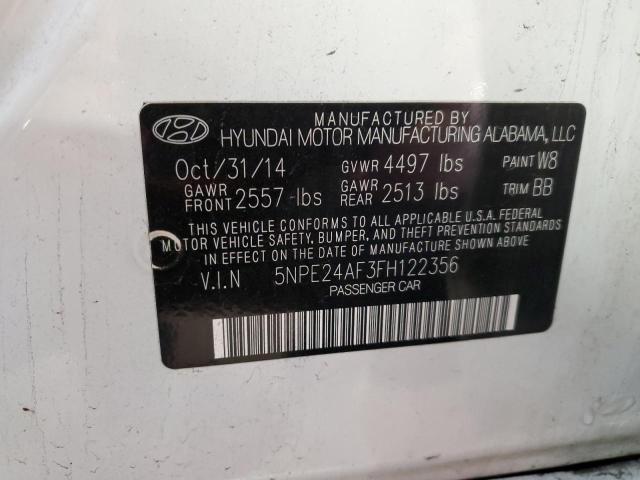 MANUFACTURED BY
HYUNDAI MOTOR MANUFACTURING ALABAMA, LLC
Oct/31/14 GVWR 4497 lbs PAINT W8
GAWR FRONT 2557 lbs GAWR REAR 2513 lbs TRIM BB
THIS VEHICLE CONFORMS TO ALL APPLICABLE U.S.A. FEDERAL
MOTOR VEHICLE SAFETY, BUMPER, AND THEFT PREVENTION STANDARDS
IN EFFECT ON THE DATE OF MANUFACTURE SHOWN ABOVE.
V.I.N 5NPE24AF3FH122356
PASSENGER CAR